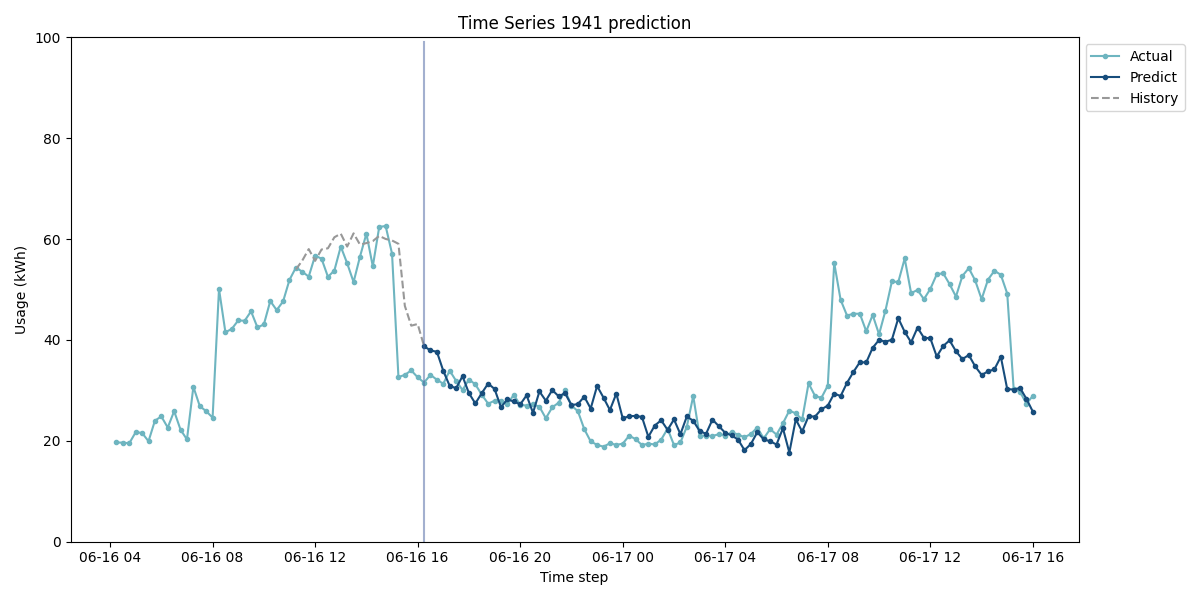 Time Series 1941 prediction
Usage (kWh)
100
80
60
40
20
0
06-16 04
06-16 08
06-16 12
06-16 16
06-16 20
06-17 00
06-17 04
06-17 08
06-17 12
06-17 16
Time step
Actual
Predict
History